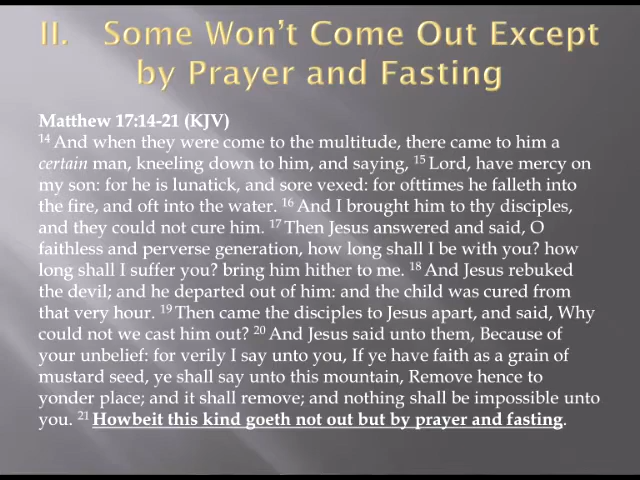 II.   Some Won’t Come Out Except
by Prayer and Fasting
Matthew 17:14-21 (KJV)
14 And when they were come to the multitude, there came to him a
certain man, kneeling down to him, and saying, 15 Lord, have mercy on
my son: for he is lunatick, and sore vexed: for ofttimes he falleth into
the fire, and oft into the water. 16 And I brought him to thy disciples,
and they could not cure him. 17 Then Jesus answered and said, O
faithless and perverse generation, how long shall I be with you? how
long shall I suffer you? bring him hither to me. 18 And Jesus rebuked
the devil; and he departed out of him: and the child was cured from
that very hour. 19 Then came the disciples to Jesus apart, and said, Why
could not we cast him out? 20 And Jesus said unto them, Because of
your unbelief: for verily I say unto you, If ye have faith as a grain of
mustard seed, ye shall say unto this mountain, Remove hence to
yonder place; and it shall remove; and nothing shall be impossible unto
you. 21 Howbeit this kind goeth not out but by prayer and fasting.